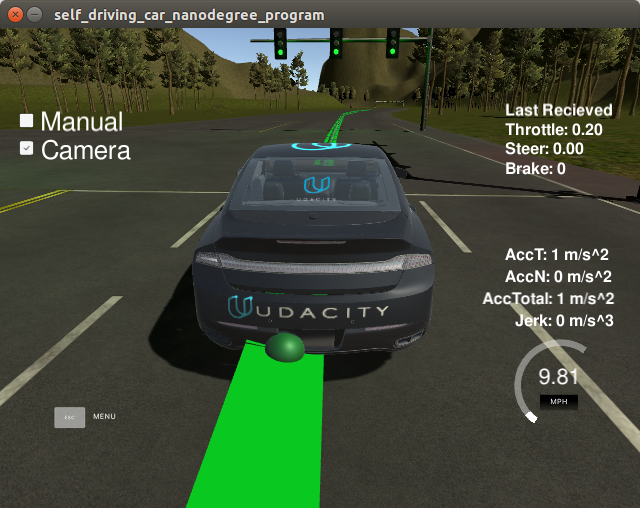 self_driving_car_nanodegree_program
Manual
Camera
Last Recieved
Throttle: 0.20
Steer: 0.00
Brake: 0
UDACITY
AccT: 1 m/s^2
AccN: 0 m/s^2
AccTotal: 1 m/s^2
Jerk: 0 m/s^3
UDACITY
9.81
MPH
ESC
MENU